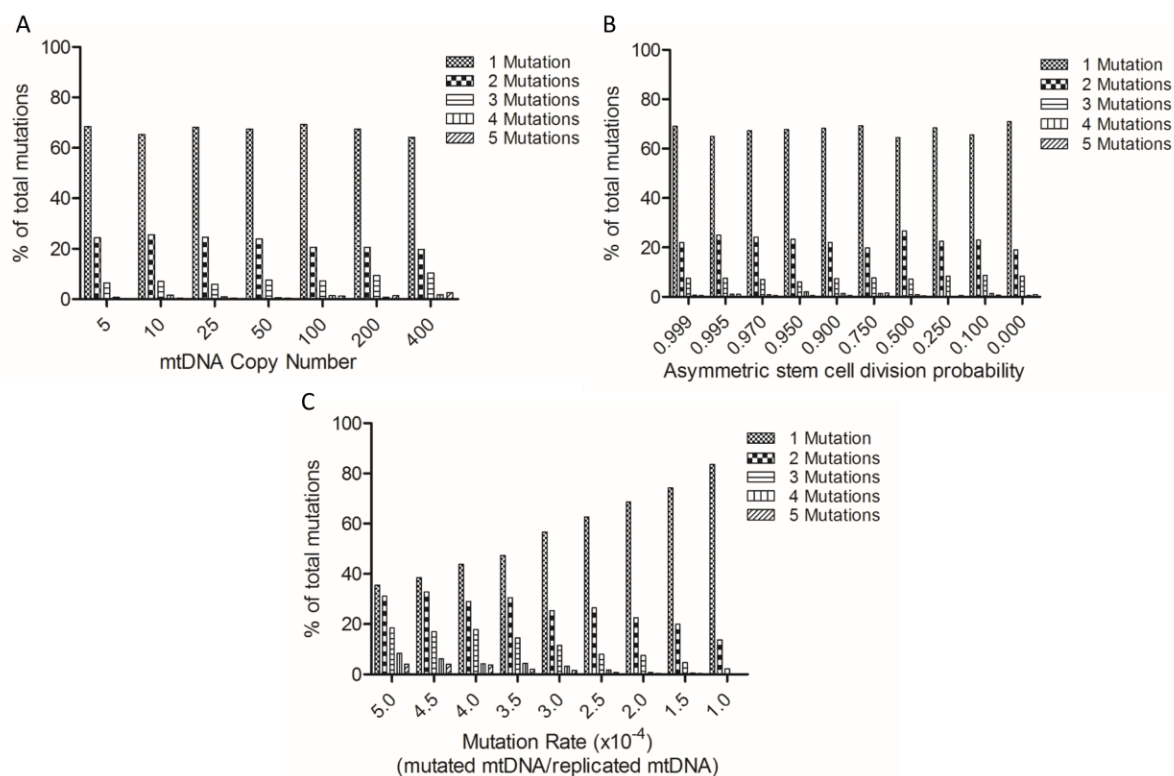 A
% of total mutations
100
80
60
40
20
0
5
10
25
50
100
200
400
mtDNA Copy Number
1 Mutation
2 Mutations
3 Mutations
4 Mutations
5 Mutations
B
% of total mutations
100
80
60
40
20
0
0.999
0.995
0.970
0.950
0.900
0.750
0.500
0.250
0.100
0.000
Asymmetric stem cell division probability
1 Mutation
2 Mutations
3 Mutations
4 Mutations
5 Mutations
C
% of total mutations
100
80
60
40
20
0
5.0
4.5
4.0
3.5
3.0
2.5
2.0
1.5
1.0
Mutation Rate (x10⁻⁴)
(mutated mtDNA/replicated mtDNA)
1 Mutation
2 Mutations
3 Mutations
4 Mutations
5 Mutations